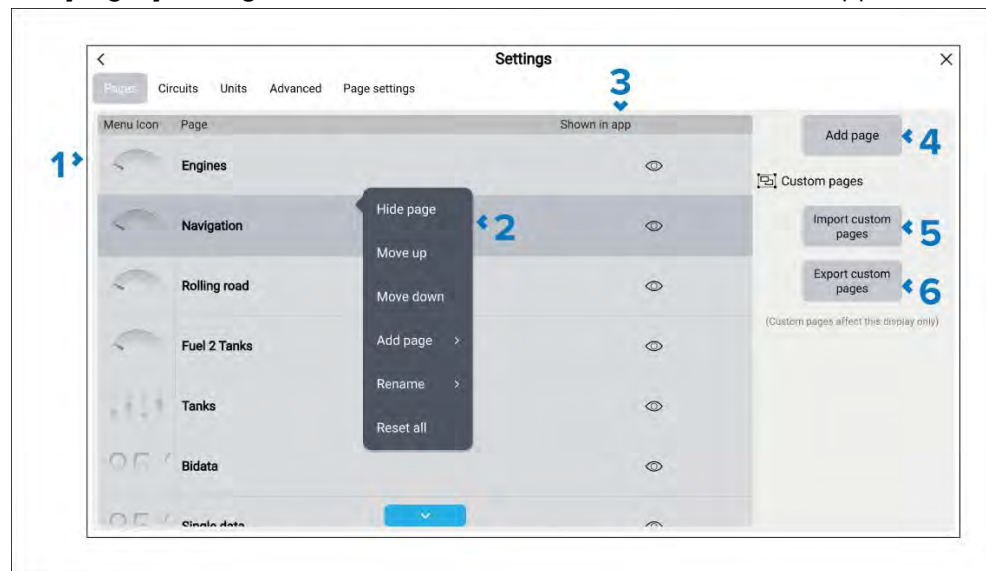 Settings
Pages Circuits Units Advanced Page settings
3
Menu Icon Page Shown in app
Add page
4
1
Engines
Custom pages
Hide page
2
Navigation
Import custom
pages
5
Move up
Rolling road
Move down
Export custom
pages
6
(Custom pages affect this display only)
Fuel 2 Tanks
Add page
Rename
Tanks
Reset all
Bidata
Single data